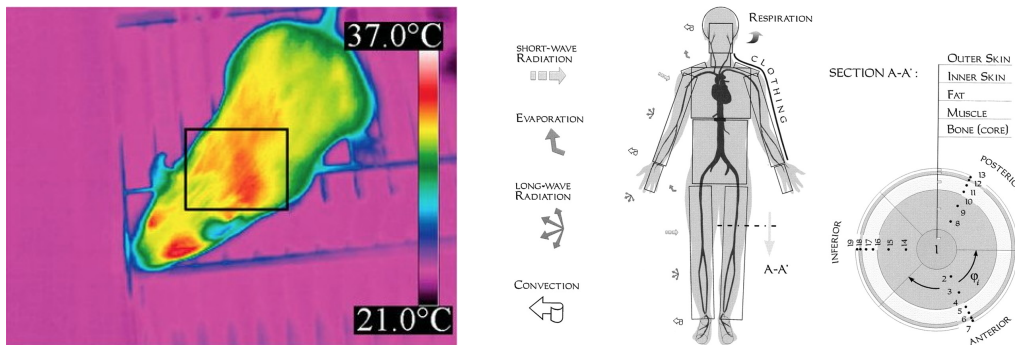 37.0°C
21.0°C
SHORT-WAVE
RADIATION
EVAPORATION
LONG-WAVE
RADIATION
CONVECTION
RESPIRATION
CLOTHING
A-A'
SECTION A-A' :
OUTER SKIN
INNER SKIN
FAT
MUSCLE
BONE (CORE)
POSTERIO
INFERIOR
ANTERIOR
13
12
11
10
9
8
19
18
17
16
15
14
1
φi
2
3
4
5
6
7